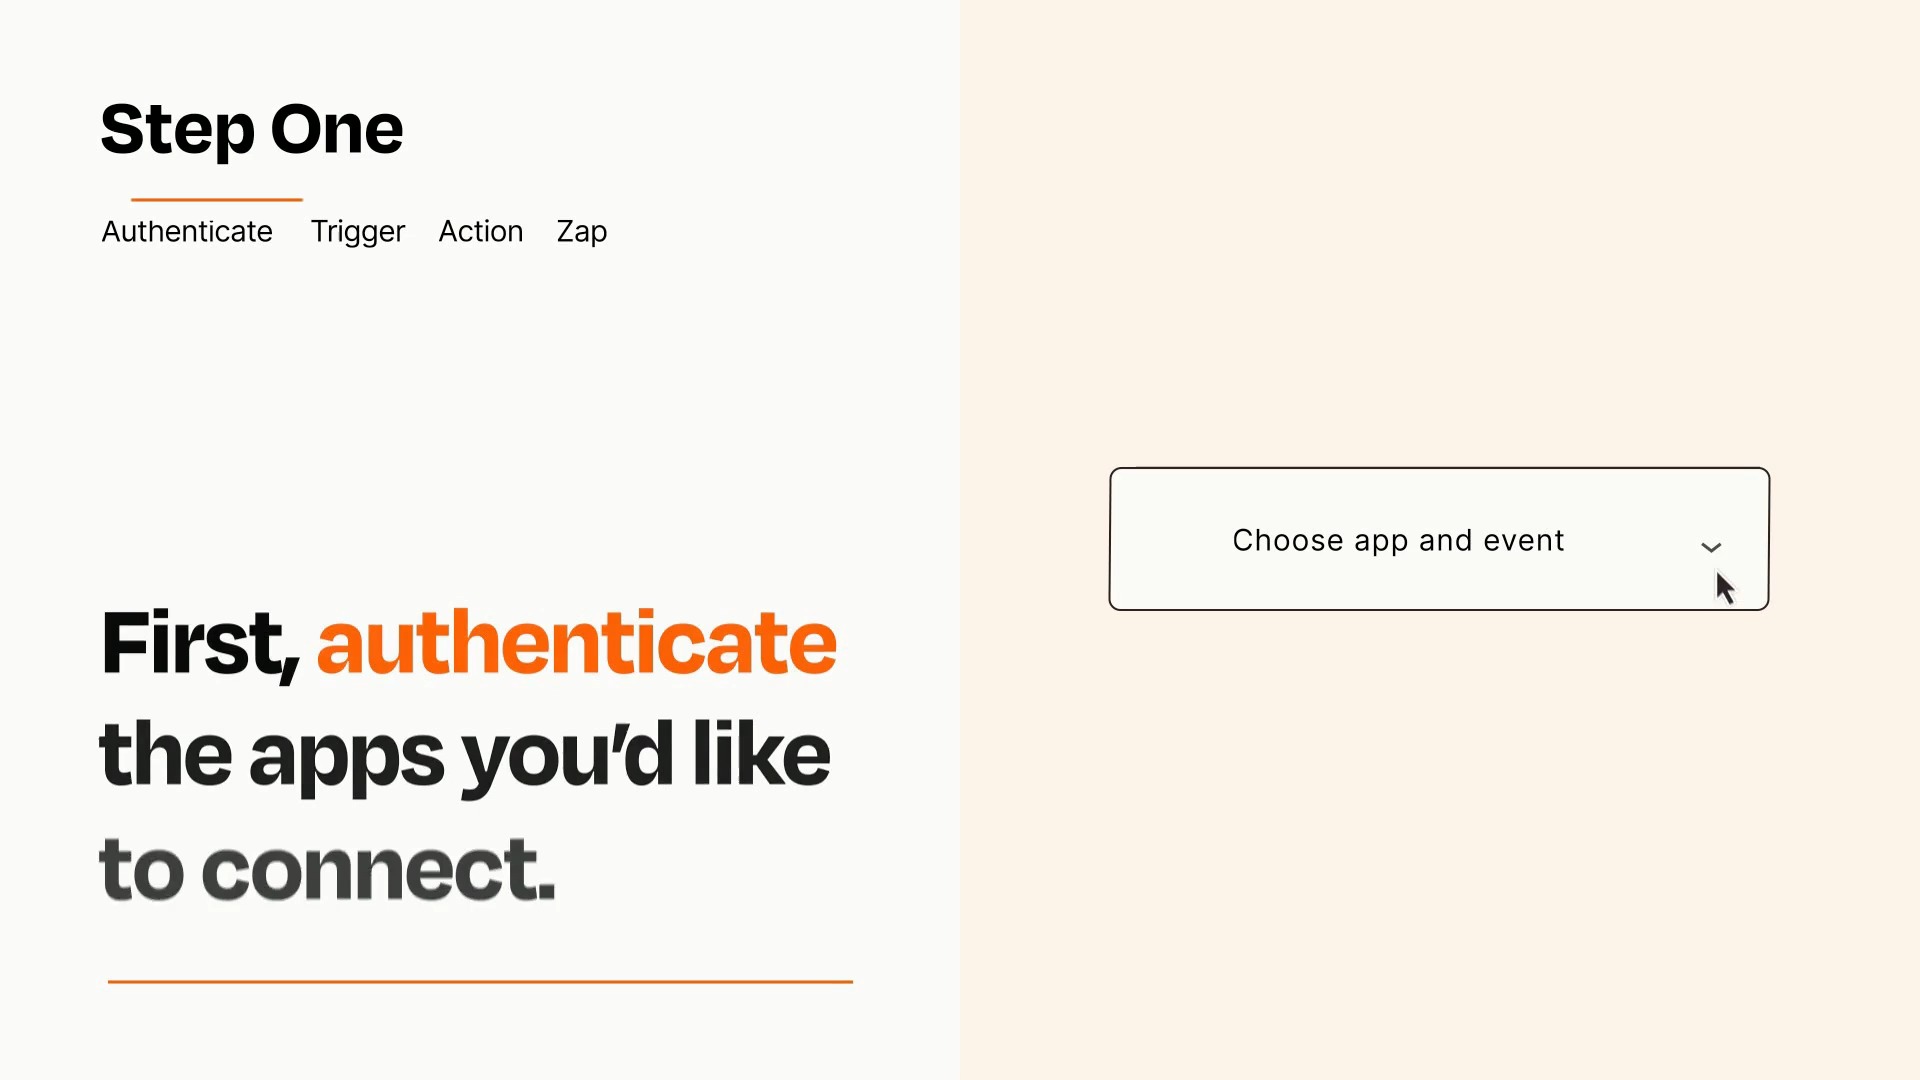 Step One
Authenticate Trigger Action Zap
First, authenticate
the apps you’d like
to connect.
Choose app and event